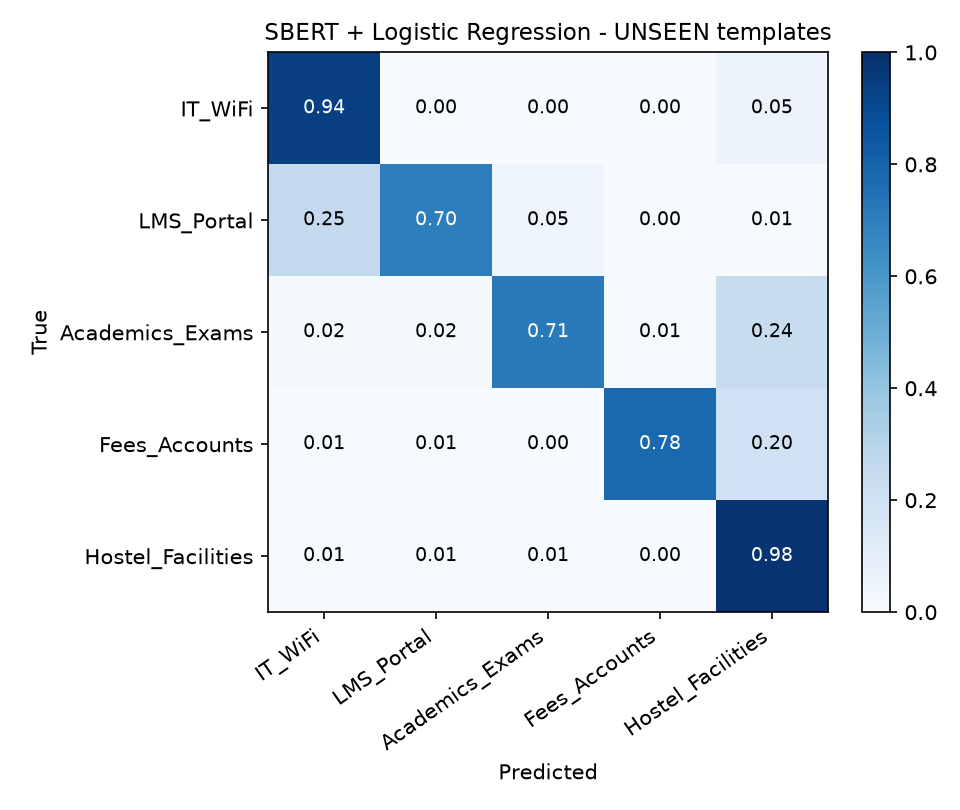 SBERT + Logistic Regression - UNSEEN templates
1.0
IT_WiFi 0.94 0.00 0.00 0.00 0.05
0.8
LMS_Portal 0.25 0.70 0.05 0.00 0.01
0.6
True
Academics_Exams 0.02 0.02 0.71 0.01 0.24
0.4
Fees_Accounts 0.01 0.01 0.00 0.78 0.20
0.2
Hostel_Facilities 0.01 0.01 0.01 0.00 0.98
0.0
IT_WiFi
LMS_Portal
Academics_Exams
Fees_Accounts
Hostel_Facilities
Predicted